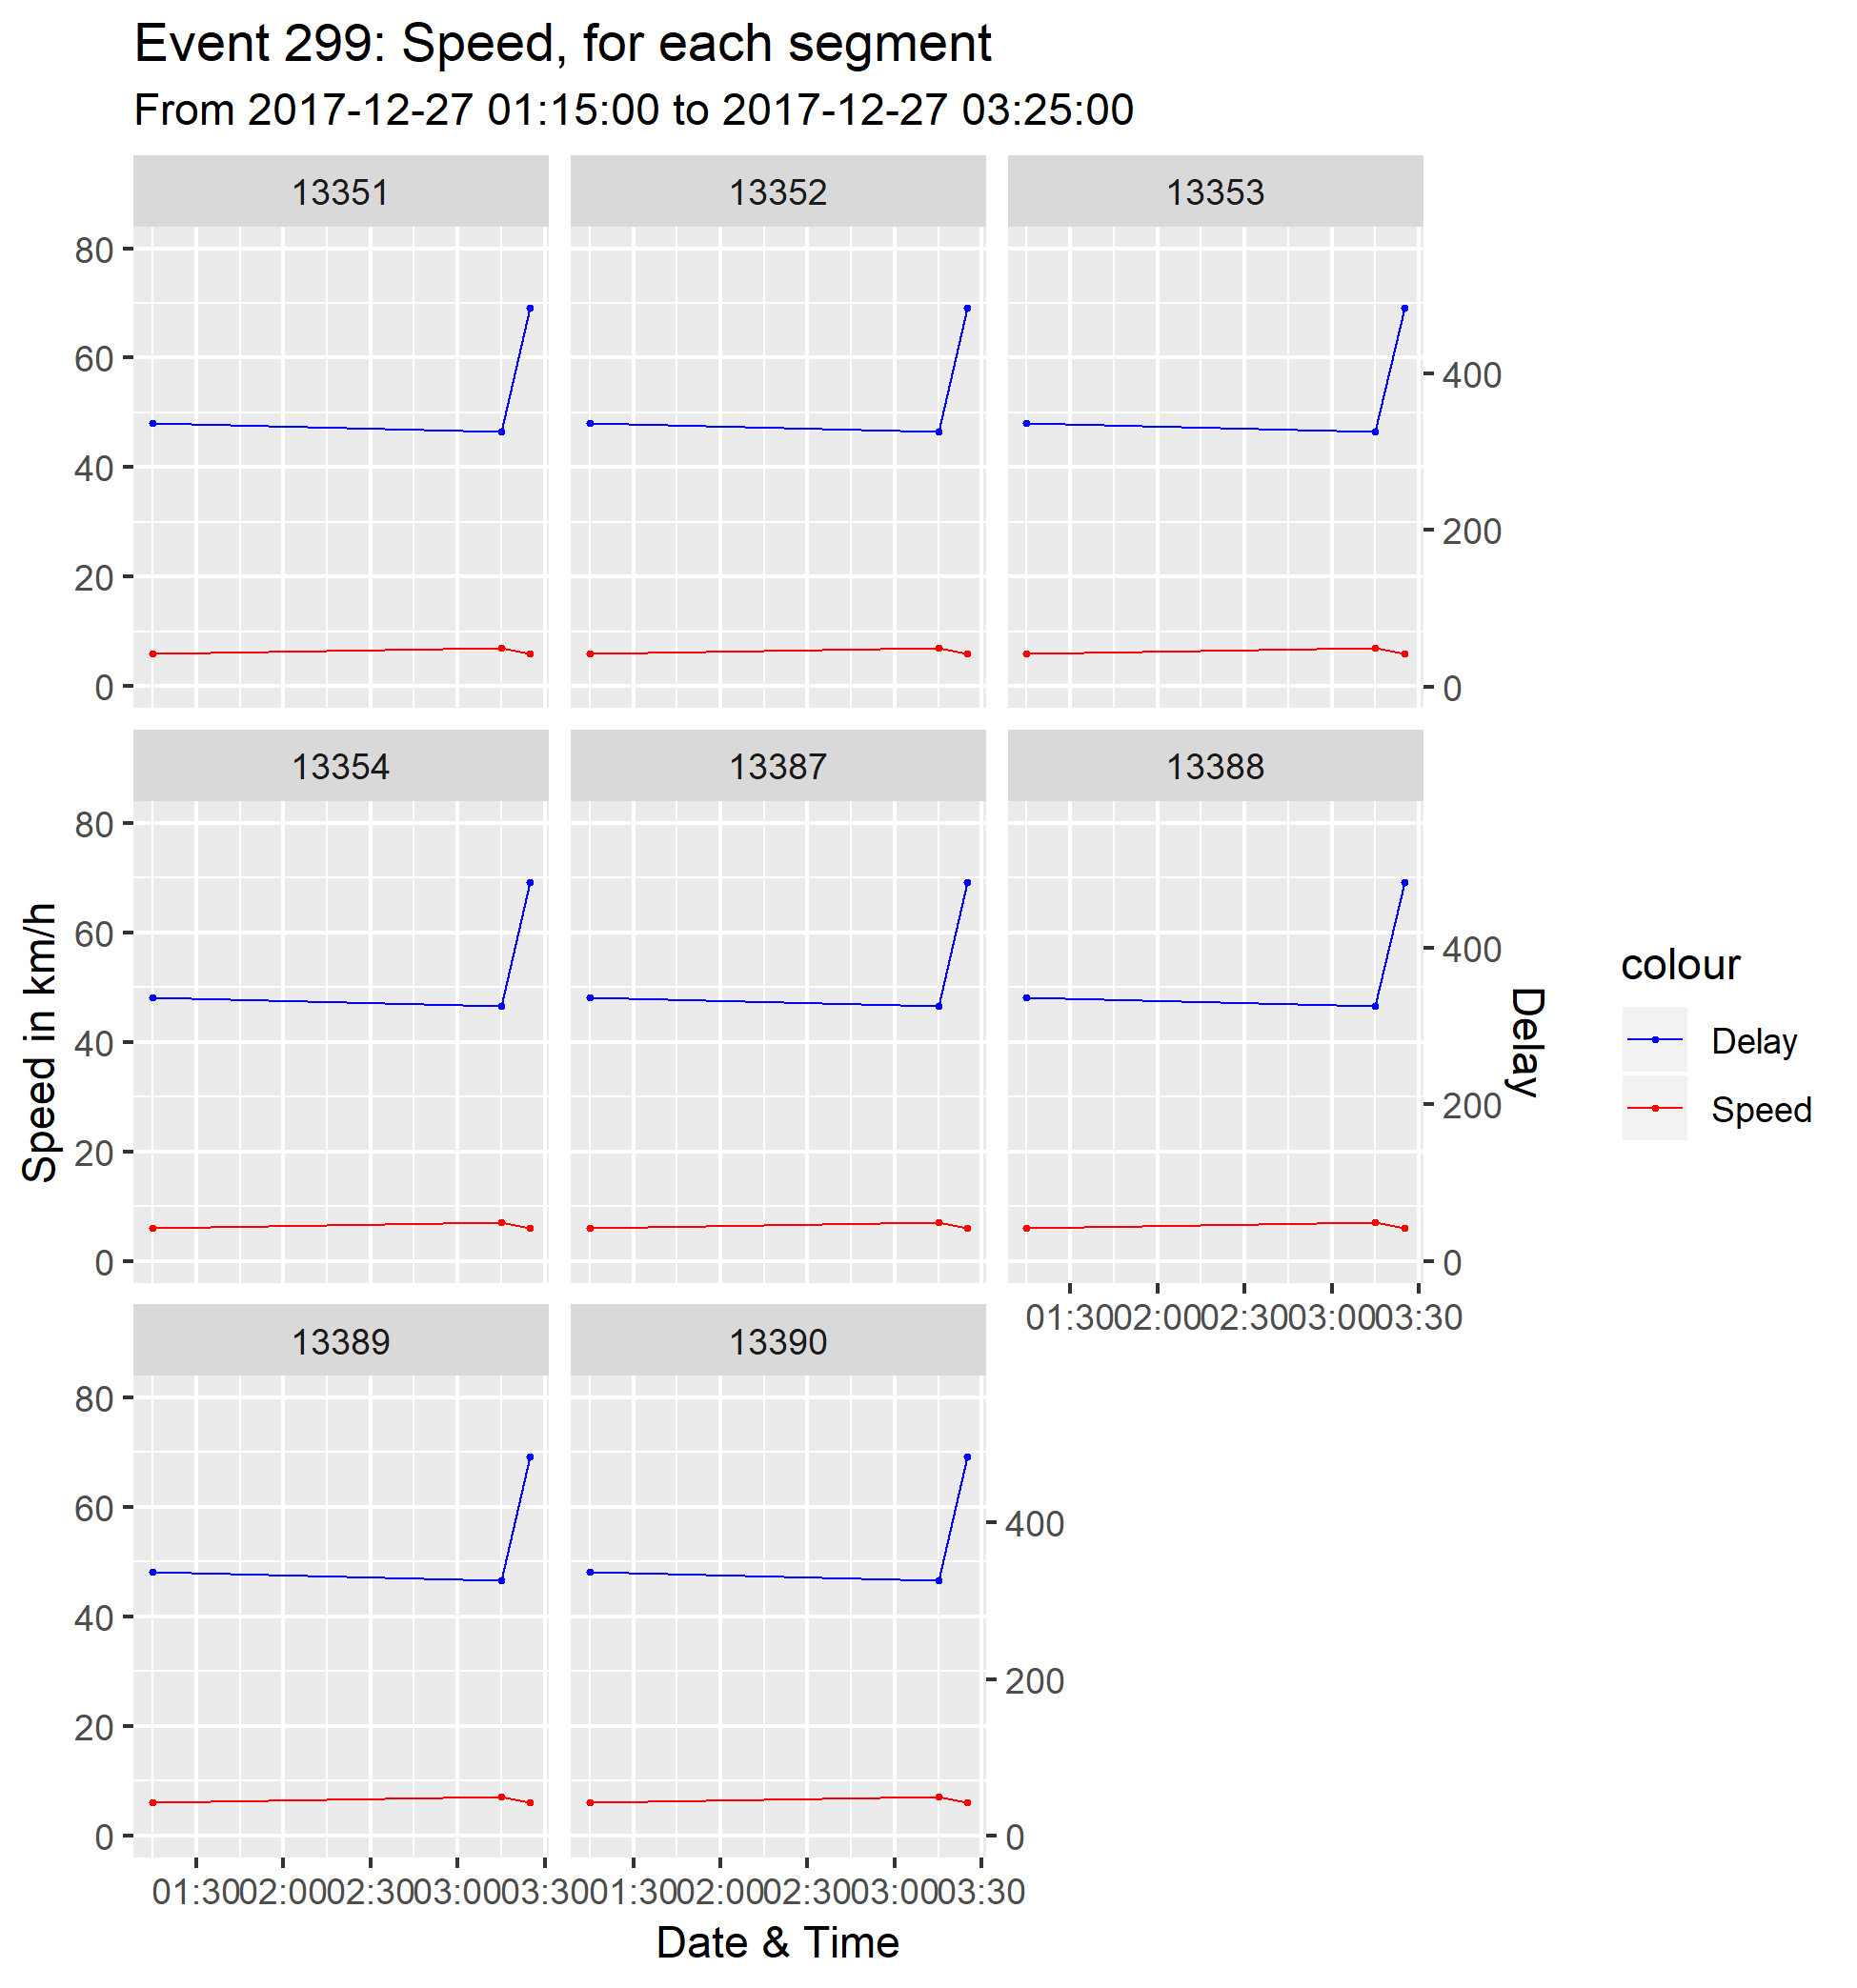 Event 299: Speed, for each segment
From 2017-12-27 01:15:00 to 2017-12-27 03:25:00
13351 13352 13353
80
60
40
20
0
400
200
0
13354 13387 13388
80
60
40
20
0
400
200
0
01:30 02:00 02:30 03:00 03:30
13389 13390
80
60
40
20
0
400
200
0
01:30 02:00 02:30 03:00 03:30 01:30 02:00 02:30 03:00 03:30
Date & Time
Speed in km/h
Delay
colour
Delay
Speed